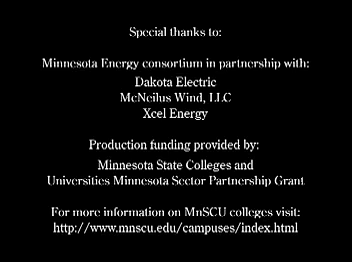 Special thanks to:
Minnesota Energy consortium in partnership with:
Dakota Electric
McNeilus Wind, LLC
Xcel Energy
Production funding provided by:
Minnesota State Colleges and
Universities Minnesota Sector Partnership Grant
For more information on MnSCU colleges visit:
http://www.mnscu.edu/campuses/index.html